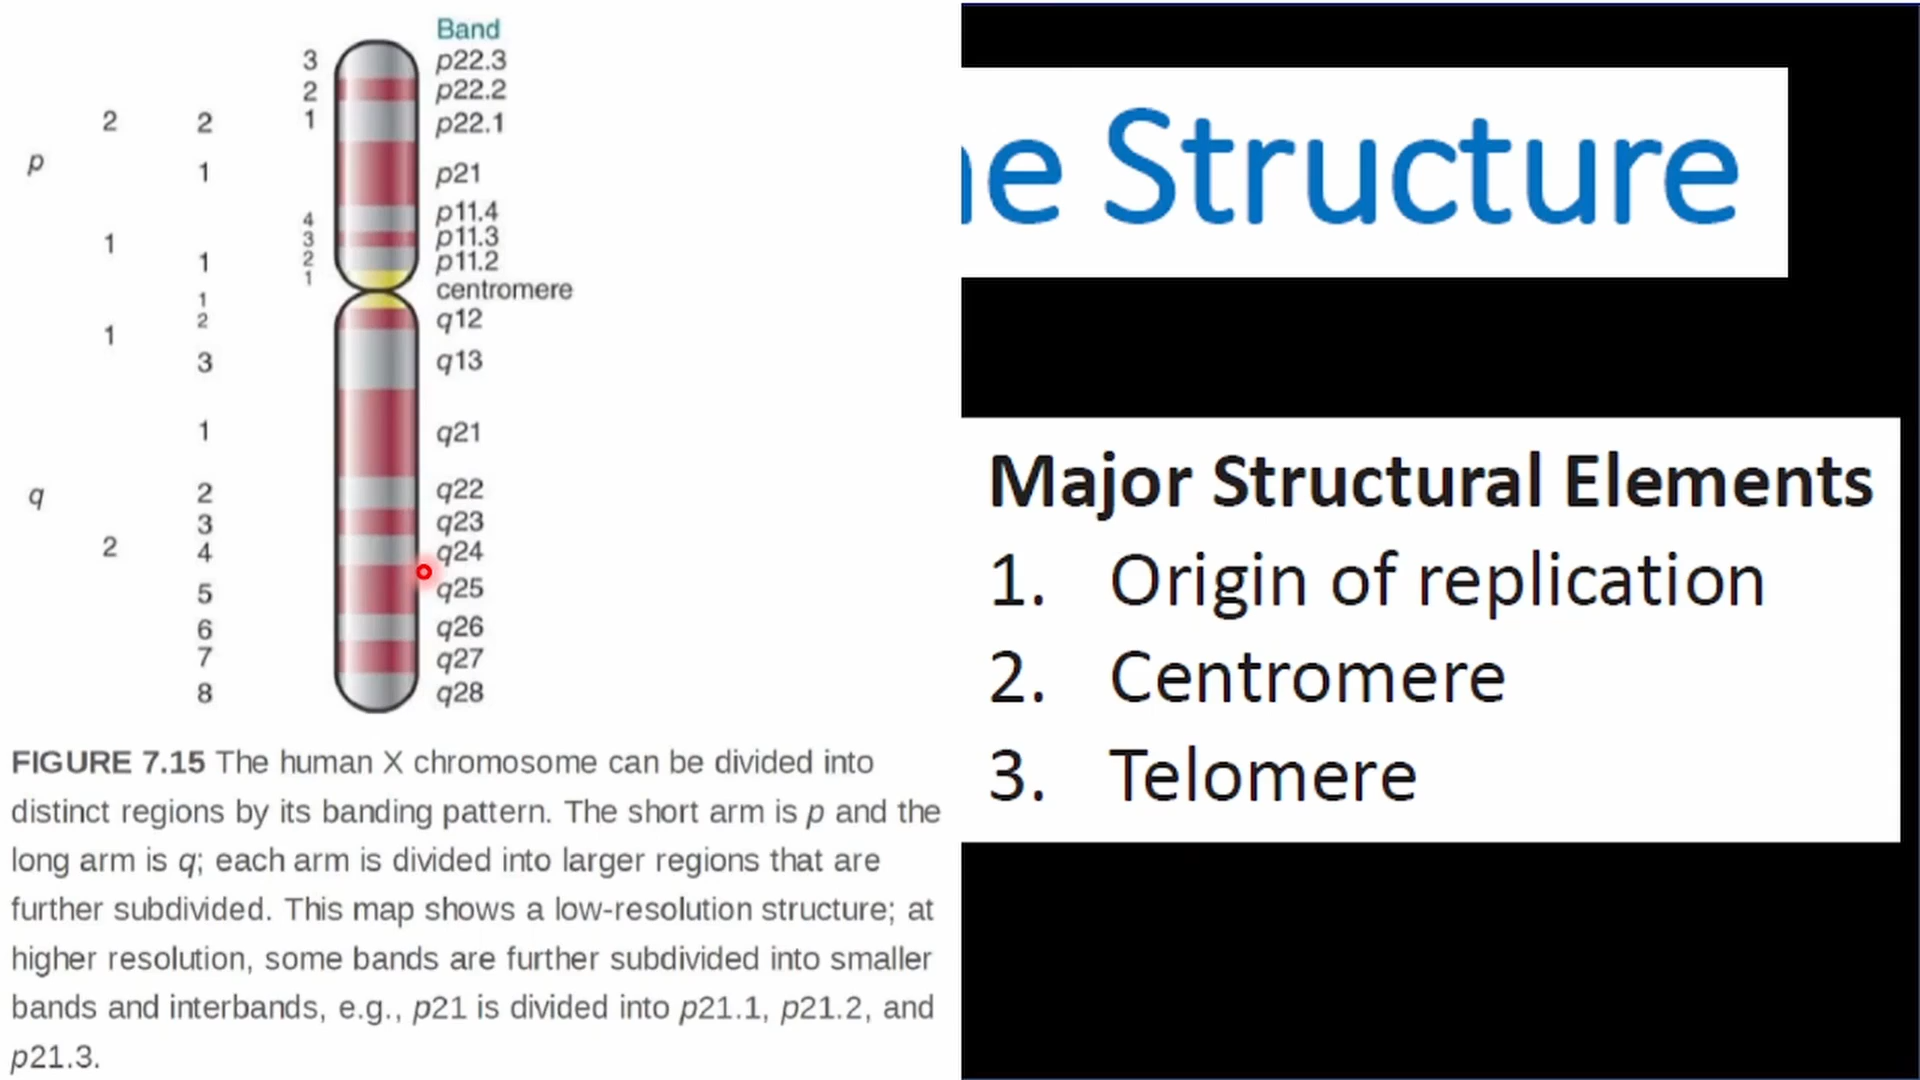 Band
3 p22.3
2 p22.2
2 2 1 p22.1
p
1 p21
4 p11.4
3 p11.3
1
1 2 p11.2
1
centromere
1
2 q12
1
3 q13
1 q21
2 q22
q
3 q23
2
4 q24
5 q25
6 q26
7 q27
8 q28
FIGURE 7.15 The human X chromosome can be divided into
distinct regions by its banding pattern. The short arm is p and the
long arm is q; each arm is divided into larger regions that are
further subdivided. This map shows a low-resolution structure; at
higher resolution, some bands are further subdivided into smaller
bands and interbands, e.g., p21 is divided into p21.1, p21.2, and
p21.3.
e Structure
Major Structural Elements
1. Origin of replication
2. Centromere
3. Telomere